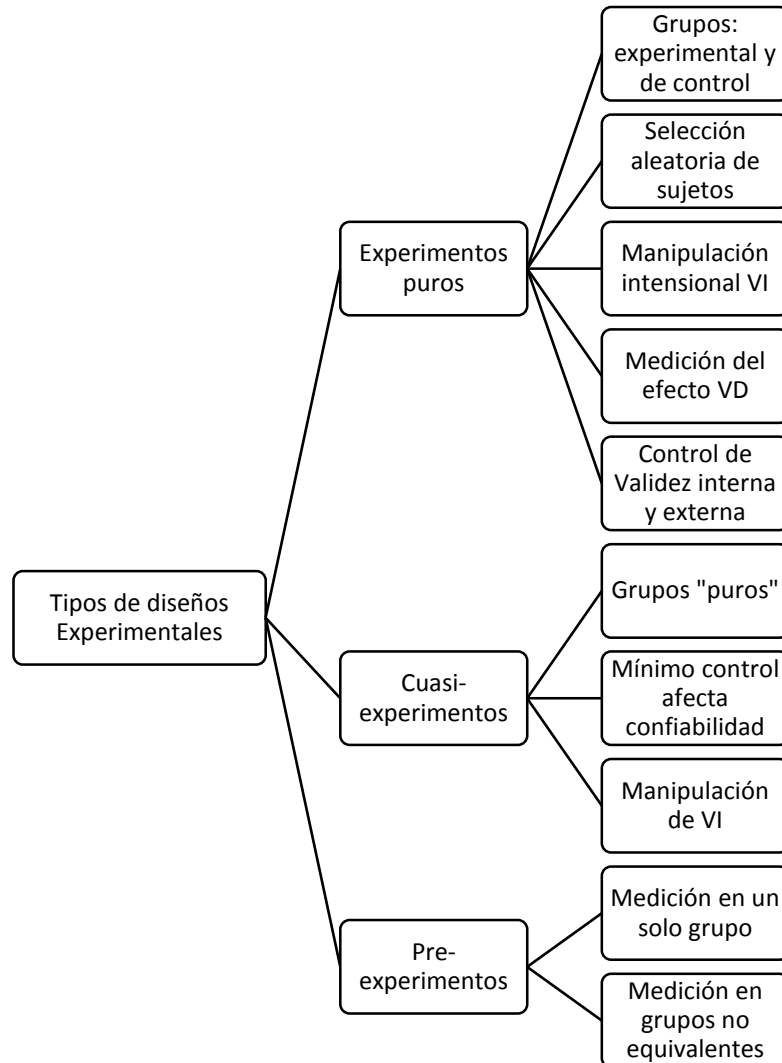 Tipos de diseños
Experimentales
Experimentos
puros
Grupos:
experimental y
de control
Selección
aleatoria de
sujetos
Manipulación
intensional VI
Medición del
efecto VD
Control de
Validez interna
y externa
Cuasi-
experimentos
Grupos "puros"
Mínimo control
afecta
confiabilidad
Manipulación
de VI
Pre-
experimentos
Medición en un
solo grupo
Medición en
grupos no
equivalentes